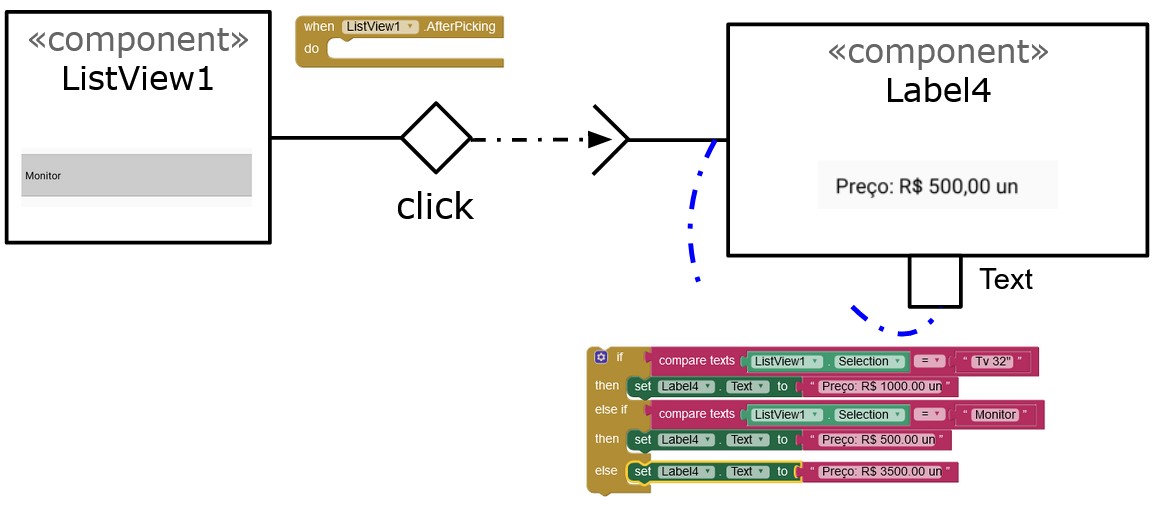 «component»
ListView1
Monitor
when ListView1 .AfterPicking
do
click
«component»
Label4
Preço: R$ 500,00 un
Text
if compare texts ListView1 . Selection = “ Tv 32" ”
then set Label4 . Text to “ Preço: R$ 1000.00 un ”
else if compare texts ListView1 . Selection = “ Monitor ”
then set Label4 . Text to “ Preço: R$ 500.00 un ”
else set Label4 . Text to “ Preço: R$ 3500.00 un ”